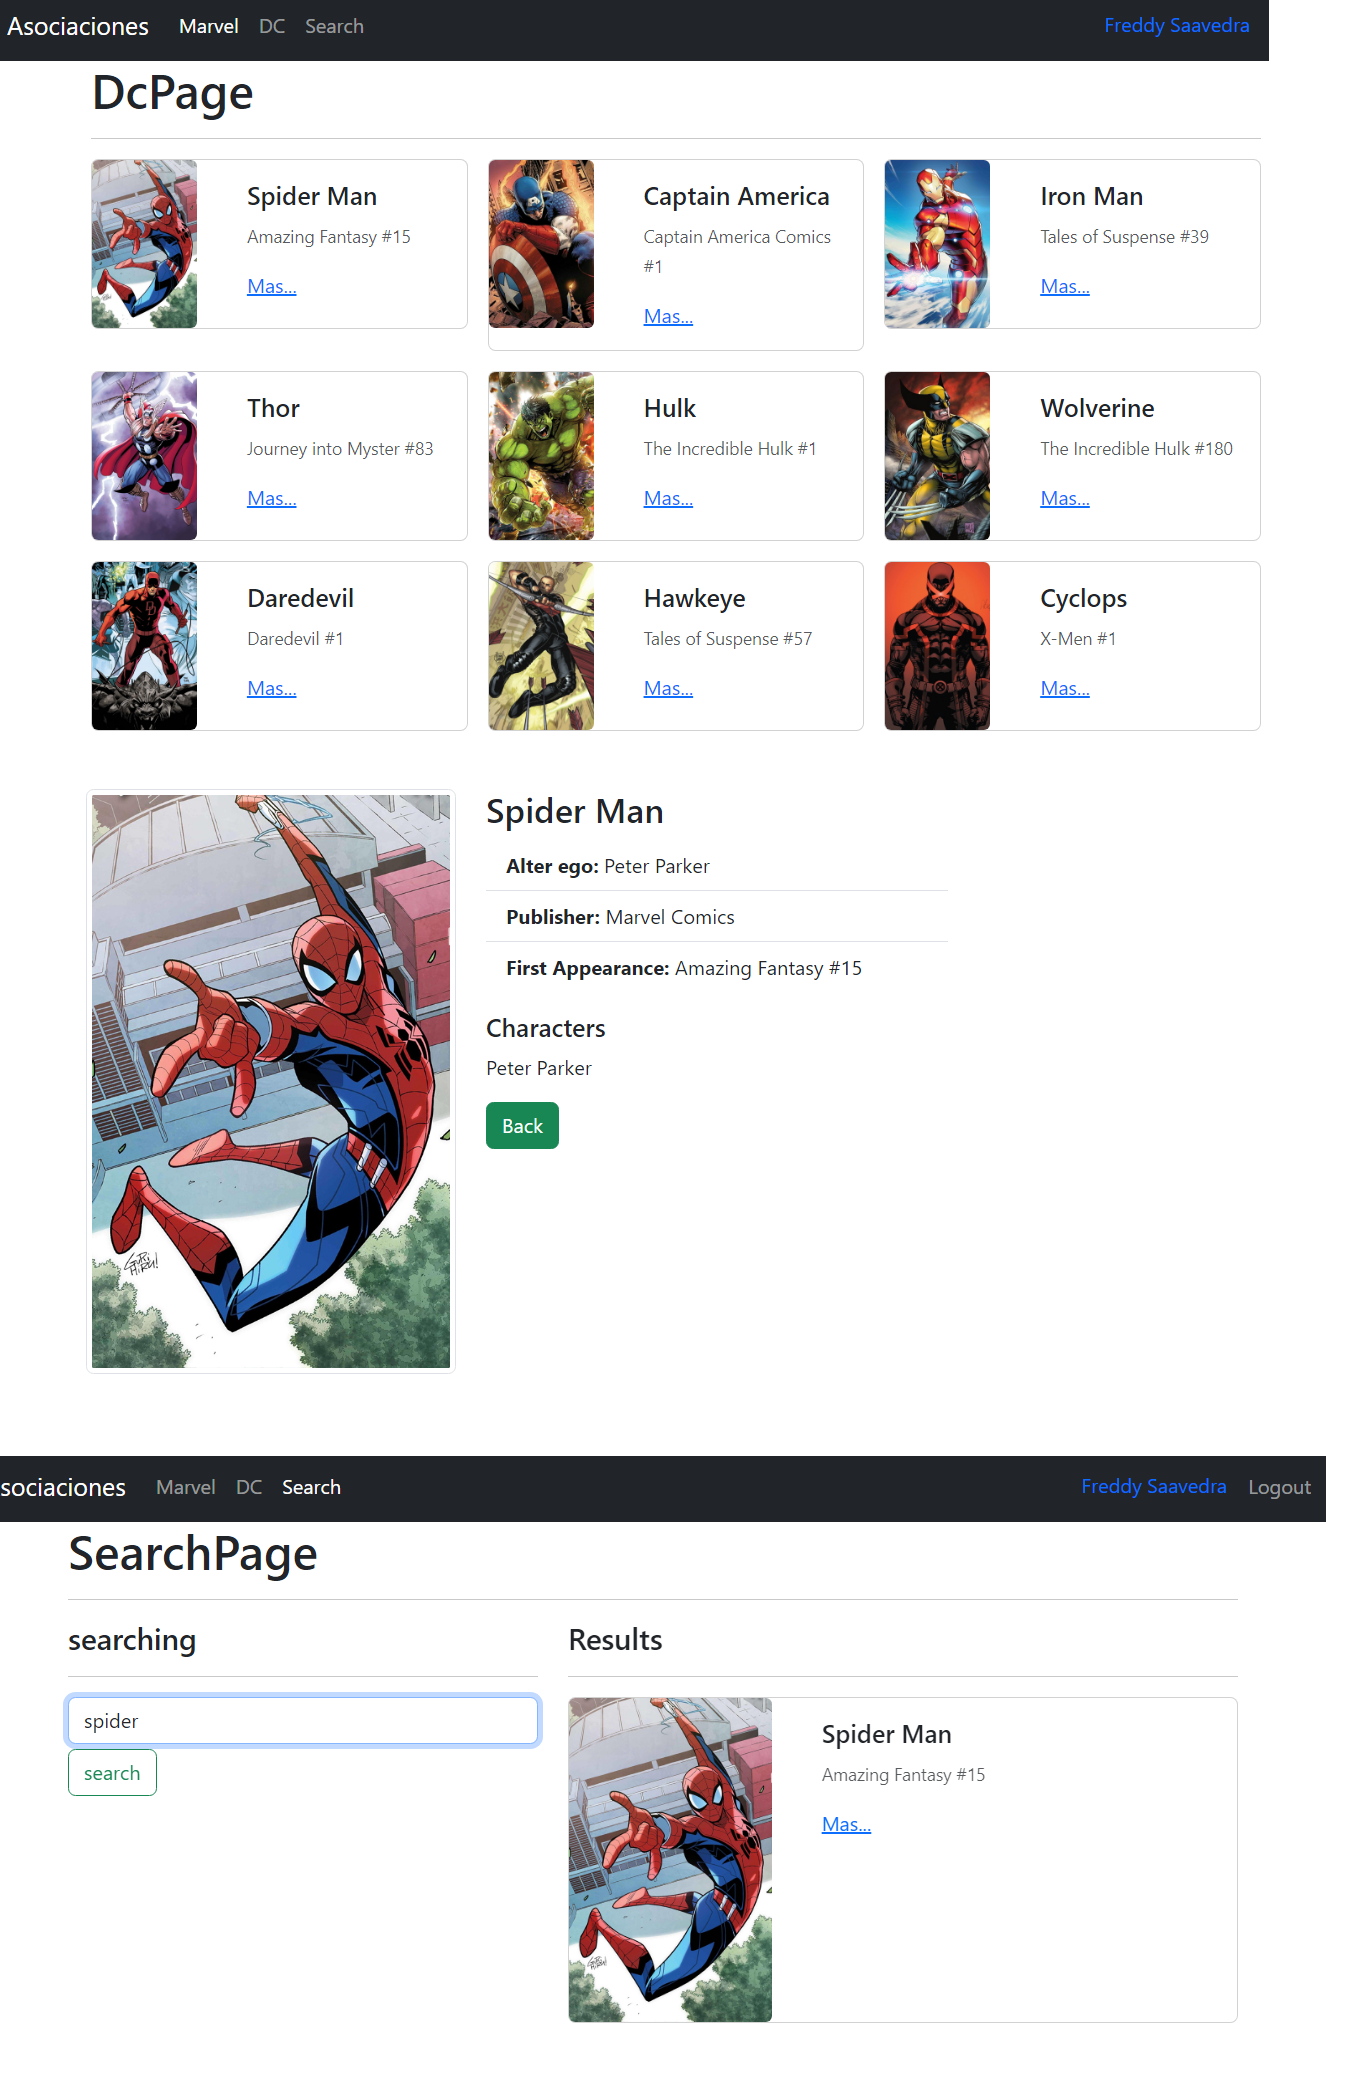 Asociaciones Marvel DC Search Freddy Saavedra
DcPage
Spider Man
Amazing Fantasy #15
Mas...
Captain America
Captain America Comics
#1
Mas...
Iron Man
Tales of Suspense #39
Mas...
Thor
Journey into Myster #83
Mas...
Hulk
The Incredible Hulk #1
Mas...
Wolverine
The Incredible Hulk #180
Mas...
Daredevil
Daredevil #1
Mas...
Hawkeye
Tales of Suspense #57
Mas...
Cyclops
X-Men #1
Mas...
Spider Man
Alter ego: Peter Parker
Publisher: Marvel Comics
First Appearance: Amazing Fantasy #15
Characters
Peter Parker
Back
GURi
HiRU!
sociaciones Marvel DC Search Freddy Saavedra Logout
SearchPage
searching
spider
search
Results
Spider Man
Amazing Fantasy #15
Mas...